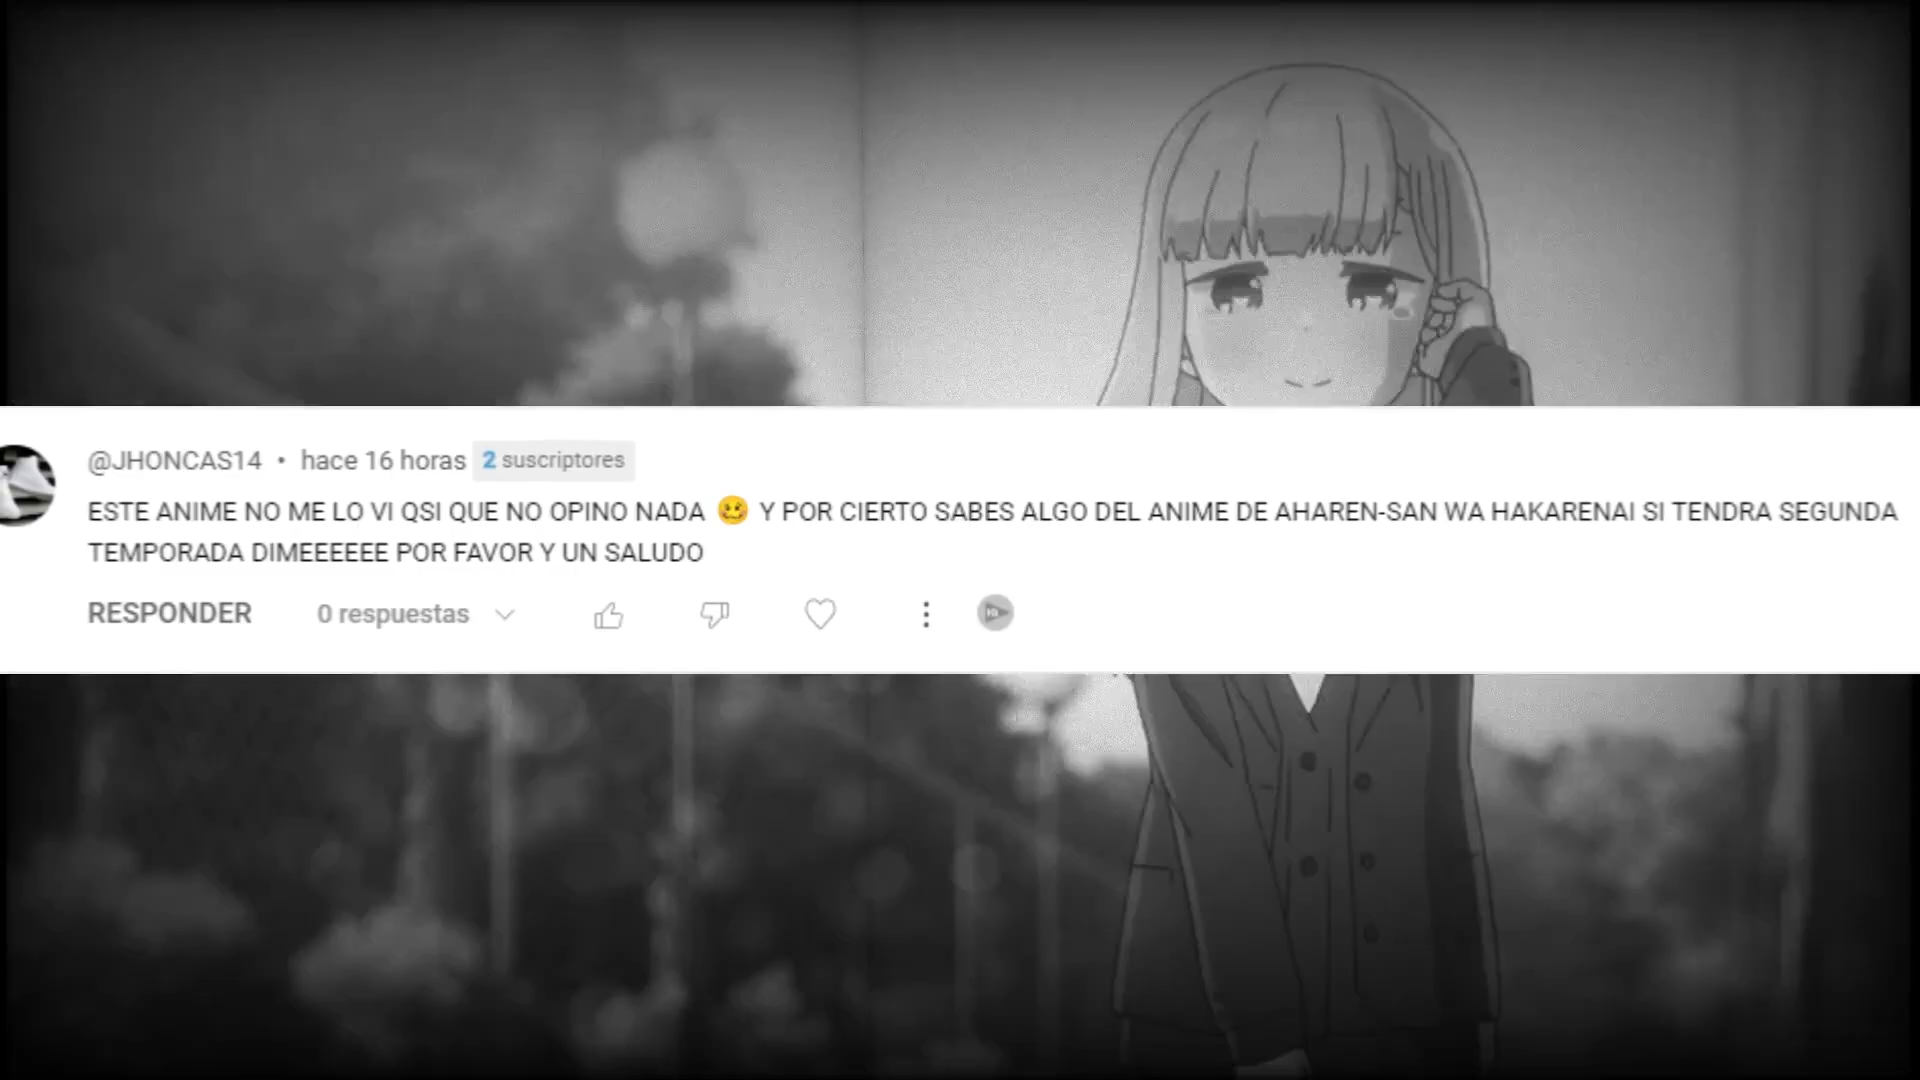 @JHONCAS14 • hace 16 horas 2 suscriptores
ESTE ANIME NO ME LO VI QSI QUE NO OPINO NADA 🥴 Y POR CIERTO SABES ALGO DEL ANIME DE AHAREN-SAN WA HAKARENAI SI TENDRA SEGUNDA
TEMPORADA DIMEEEEEE POR FAVOR Y UN SALUDO
RESPONDER 0 respuestas